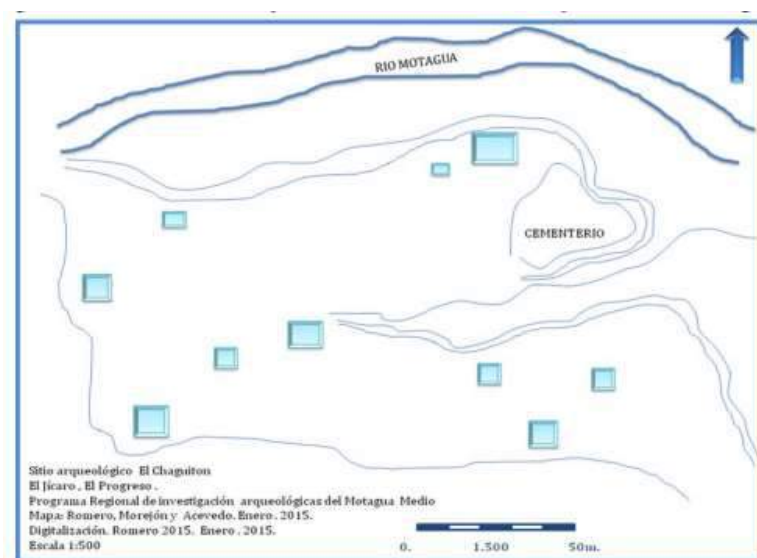 RIO MOTAGUA
CEMENTERIO
Sitio arqueológico El Chaguiton
El Jícaro , El Progreso .
Programa Regional de investigación arqueológicas del Motagua Medio
Mapa: Romero, Morejón y Acevedo. Enero . 2015.
Digitalización. Romero 2015. Enero . 2015.
Escala 1:500
0. 1.500 50m.